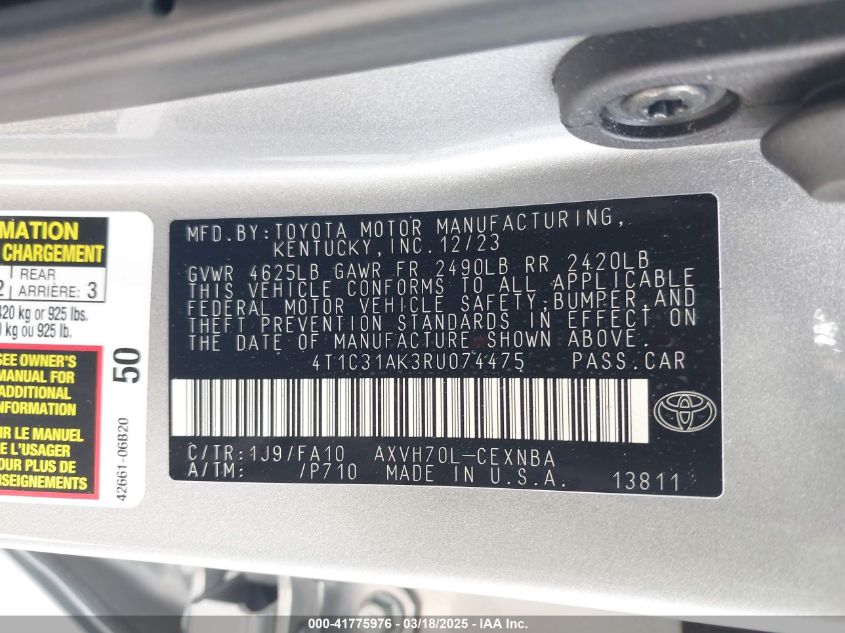 MATION
CHARGEMENT
REAR
2 ARRIÈRE: 3
420 kg or 925 lbs.
kg ou 925 lb.
SEE OWNER'S
MANUAL FOR
ADDITIONAL
INFORMATION
LE MANUEL
DE L'USAGER
POUR PLUS DE
RENSEIGNEMENTS
50
42661-06B20
MFD.BY: TOYOTA MOTOR MANUFACTURING,
KENTUCKY, INC. 12/23
GVWR 4625LB GAWR FR 2490LB RR 2420LB
THIS VEHICLE CONFORMS TO ALL APPLICABLE
FEDERAL MOTOR VEHICLE SAFETY, BUMPER, AND
THEFT PREVENTION STANDARDS IN EFFECT ON
THE DATE OF MANUFACTURE SHOWN ABOVE.
4T1C31AK3RU074475 PASS.CAR
C/TR: 1J9/FA10 AXVH70L-CEXNBA
A/TM: /P710 MADE IN U.S.A. 13811
000-41775976 - 03/18/2025 - IAA Inc.